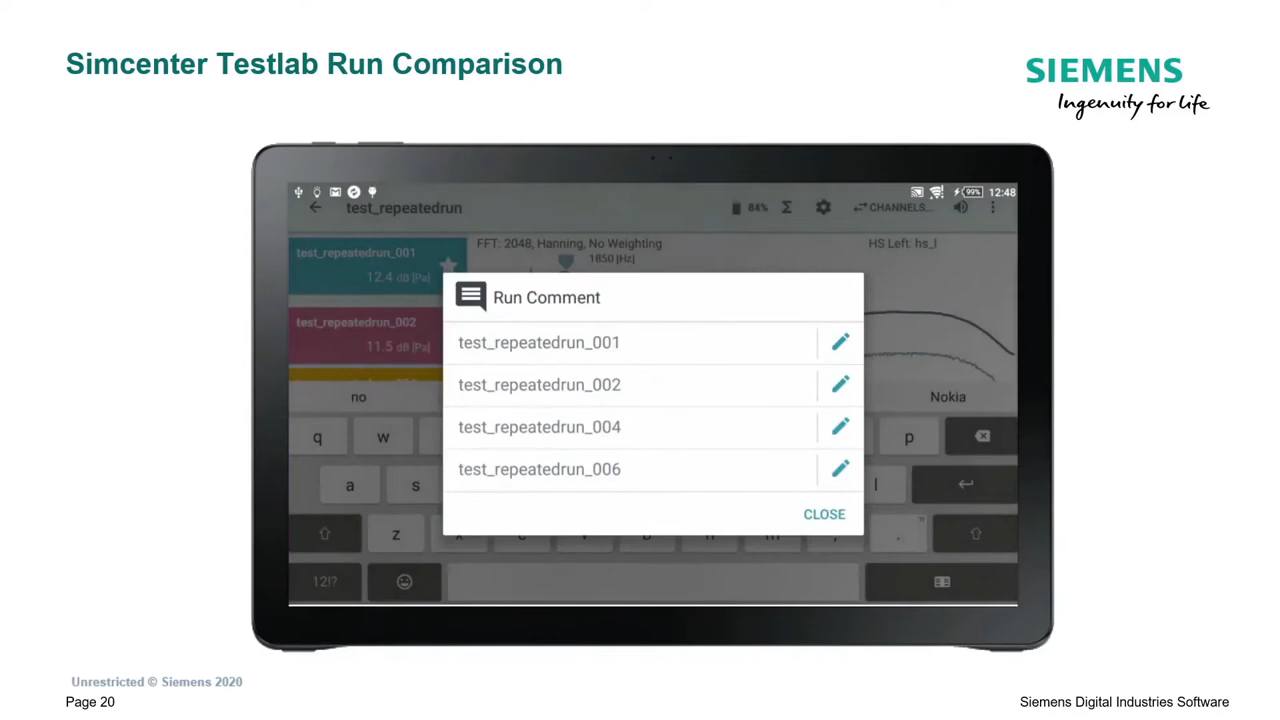 Simcenter Testlab Run Comparison
SIEMENS
Ingenuity for life
99% 12:48
test_repeatedrun
84% Σ CHANNELS...
test_repeatedrun_001
12.4 dB [Pa]
FFT: 2048, Hanning, No Weighting
1850 [Hz]
HS Left: hs_l
test_repeatedrun_002
11.5 dB [Pa]
Run Comment
test_repeatedrun_001
test_repeatedrun_002
test_repeatedrun_004
test_repeatedrun_006
CLOSE
no Nokia
q w p
a s l
z .
12!?
Unrestricted © Siemens 2020
Page 20
Siemens Digital Industries Software